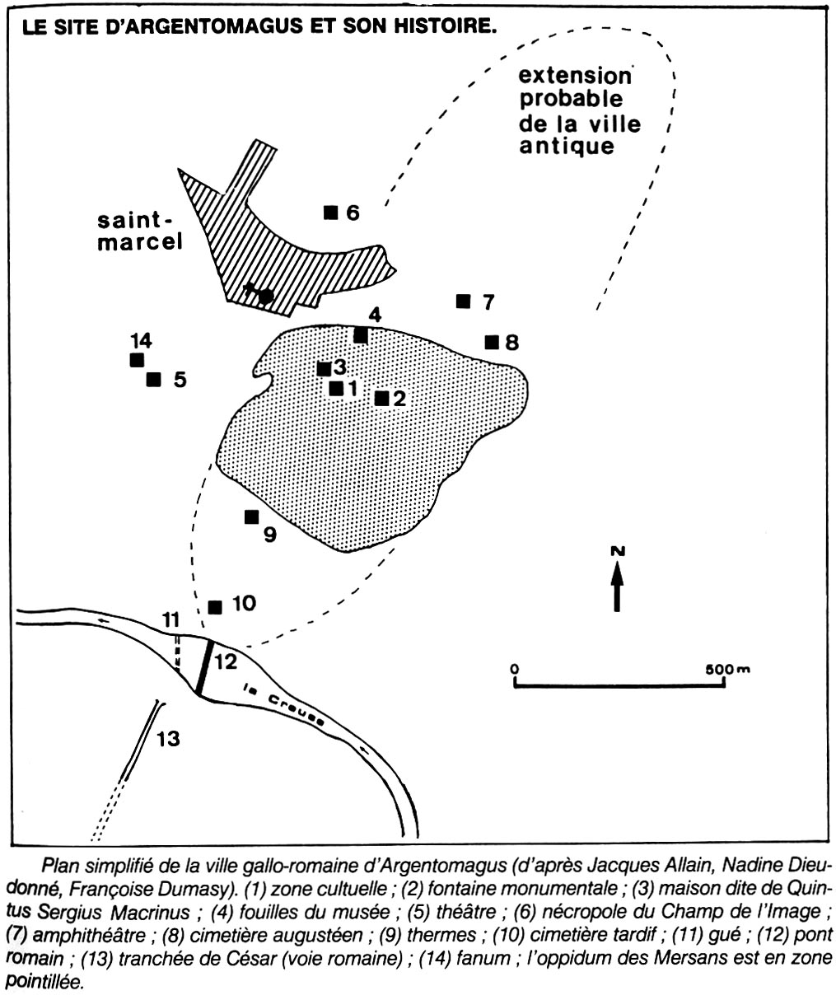 LE SITE D'ARGENTOMAGUS ET SON HISTOIRE.
extension
probable
de la ville
antique
saint-
marcel
6
7
4
8
14
5
3
1
2
9
N
10
11
12
0
500 m
la Creuse
13
Plan simplifié de la ville gallo-romaine d'Argentomagus (d'après Jacques Allain, Nadine Dieu-
donné, Françoise Dumasy). (1) zone cultuelle ; (2) fontaine monumentale ; (3) maison dite de Quin-
tus Sergius Macrinus ; (4) fouilles du musée ; (5) théâtre ; (6) nécropole du Champ de l'Image ;
(7) amphithéâtre ; (8) cimetière augustéen ; (9) thermes ; (10) cimetière tardif ; (11) gué ; (12) pont
romain ; (13) tranchée de César (voie romaine) ; (14) fanum ; l'oppidum des Mersans est en zone
pointillée.